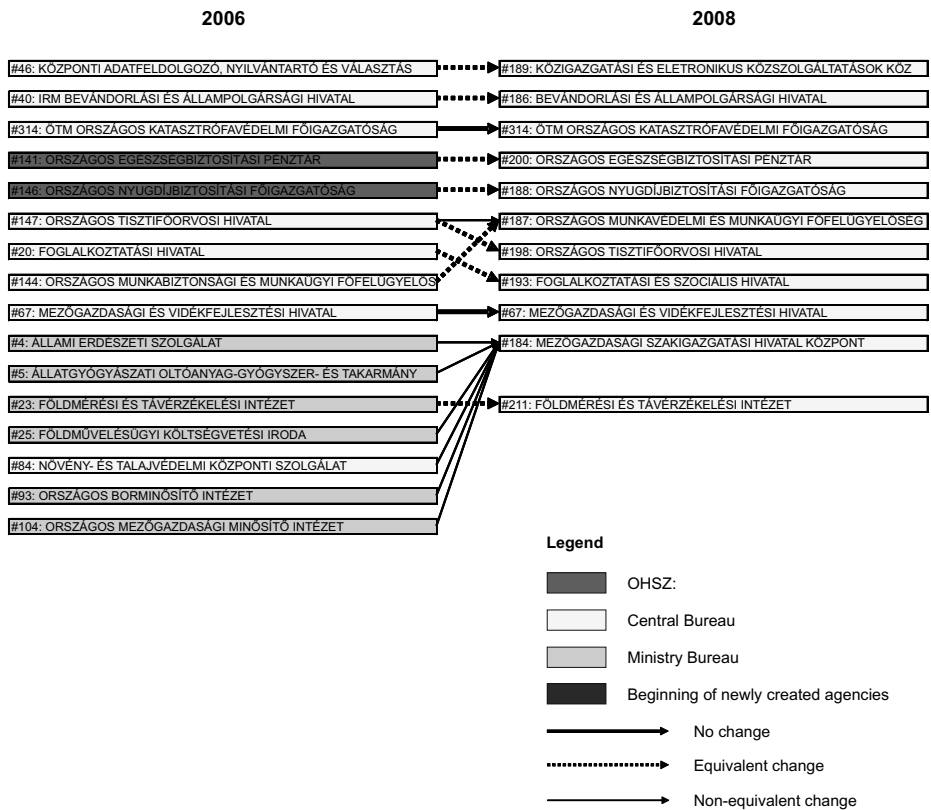 2006 2008
#46: KÖZPONTI ADATFELDOLGOZÓ, NYILVÁNTARTÓ ÉS VÁLASZTÁS #189: KÖZIGAZGATÁSI ÉS ELETRONIKUS KÖZSZOLGÁLTATÁSOK KÖZ
#40: IRM BEVÁNDORLÁSI ÉS ÁLLAMPOLGÁRSÁGI HIVATAL #186: BEVÁNDORLÁSI ÉS ÁLLAMPOLGÁRSÁGI HIVATAL
#314: ÖTM ORSZÁGOS KATASZTRÓFAVÉDELMI FŐIGAZGATÓSÁG #314: ÖTM ORSZÁGOS KATASZTRÓFAVÉDELMI FŐIGAZGATÓSÁG
#141: ORSZÁGOS EGÉSZSÉGBIZTOSÍTÁSI PÉNZTÁR #200: ORSZÁGOS EGÉSZSÉGBIZTOSÍTÁSI PÉNZTÁR
#146: ORSZÁGOS NYUGDÍJBIZTOSÍTÁSI FŐIGAZGATÓSÁG #188: ORSZÁGOS NYUGDÍJBIZTOSÍTÁSI FŐIGAZGATÓSÁG
#147: ORSZÁGOS TISZTIFŐORVOSI HIVATAL #187: ORSZÁGOS MUNKAVÉDELMI ÉS MUNKAÜGYI FŐFELÜGYELŐSÉG
#20: FOGLALKOZTATÁSI HIVATAL #198: ORSZÁGOS TISZTIFŐORVOSI HIVATAL
#144: ORSZÁGOS MUNKABIZTONSÁGI ÉS MUNKAÜGYI FŐFELÜGYELŐS #193: FOGLALKOZTATÁSI ÉS SZOCIÁLIS HIVATAL
#67: MEZŐGAZDASÁGI ÉS VIDÉKFEJLESZTÉSI HIVATAL #67: MEZŐGAZDASÁGI ÉS VIDÉKFEJLESZTÉSI HIVATAL
#4: ÁLLAMI ERDÉSZETI SZOLGÁLAT #184: MEZŐGAZDASÁGI SZAKIGAZGATÁSI HIVATAL KÖZPONT
#5: ÁLLATGYÓGYÁSZATI OLTÓANYAG-GYÓGYSZER- ÉS TAKARMÁNY
#23: FÖLDMÉRÉSI ÉS TÁVÉRZÉKELÉSI INTÉZET #211: FÖLDMÉRÉSI ÉS TÁVÉRZÉKELÉSI INTÉZET
#25: FÖLDMŰVELÉSÜGYI KÖLTSÉGVETÉSI IRODA
#84: NÖVÉNY- ÉS TALAJVÉDELMI KÖZPONTI SZOLGÁLAT
#93: ORSZÁGOS BORMINŐSÍTŐ INTÉZET
#104: ORSZÁGOS MEZŐGAZDASÁGI MINŐSÍTŐ INTÉZET
Legend
OHSZ:
Central Bureau
Ministry Bureau
Beginning of newly created agencies
No change
Equivalent change
Non-equivalent change